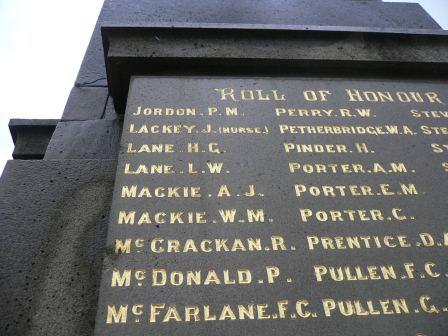 ROLL OF HONOUR
JORDON. P. M. PERRY. R.W.
LACKEY. J. (NURSE.) PETHERBRIDGE. W.A.
LANE. H. G. PINDER. H.
LANE. L. W. PORTER. A.M.
MACKIE. A. J. PORTER. E.M.
MACKIE. W. M. PORTER. C.
MCCRACKAN. R. PRENTICE. D.
MCDONALD. P. PULLEN. F.C.
MCFARLANE. F.C. PULLEN. G.